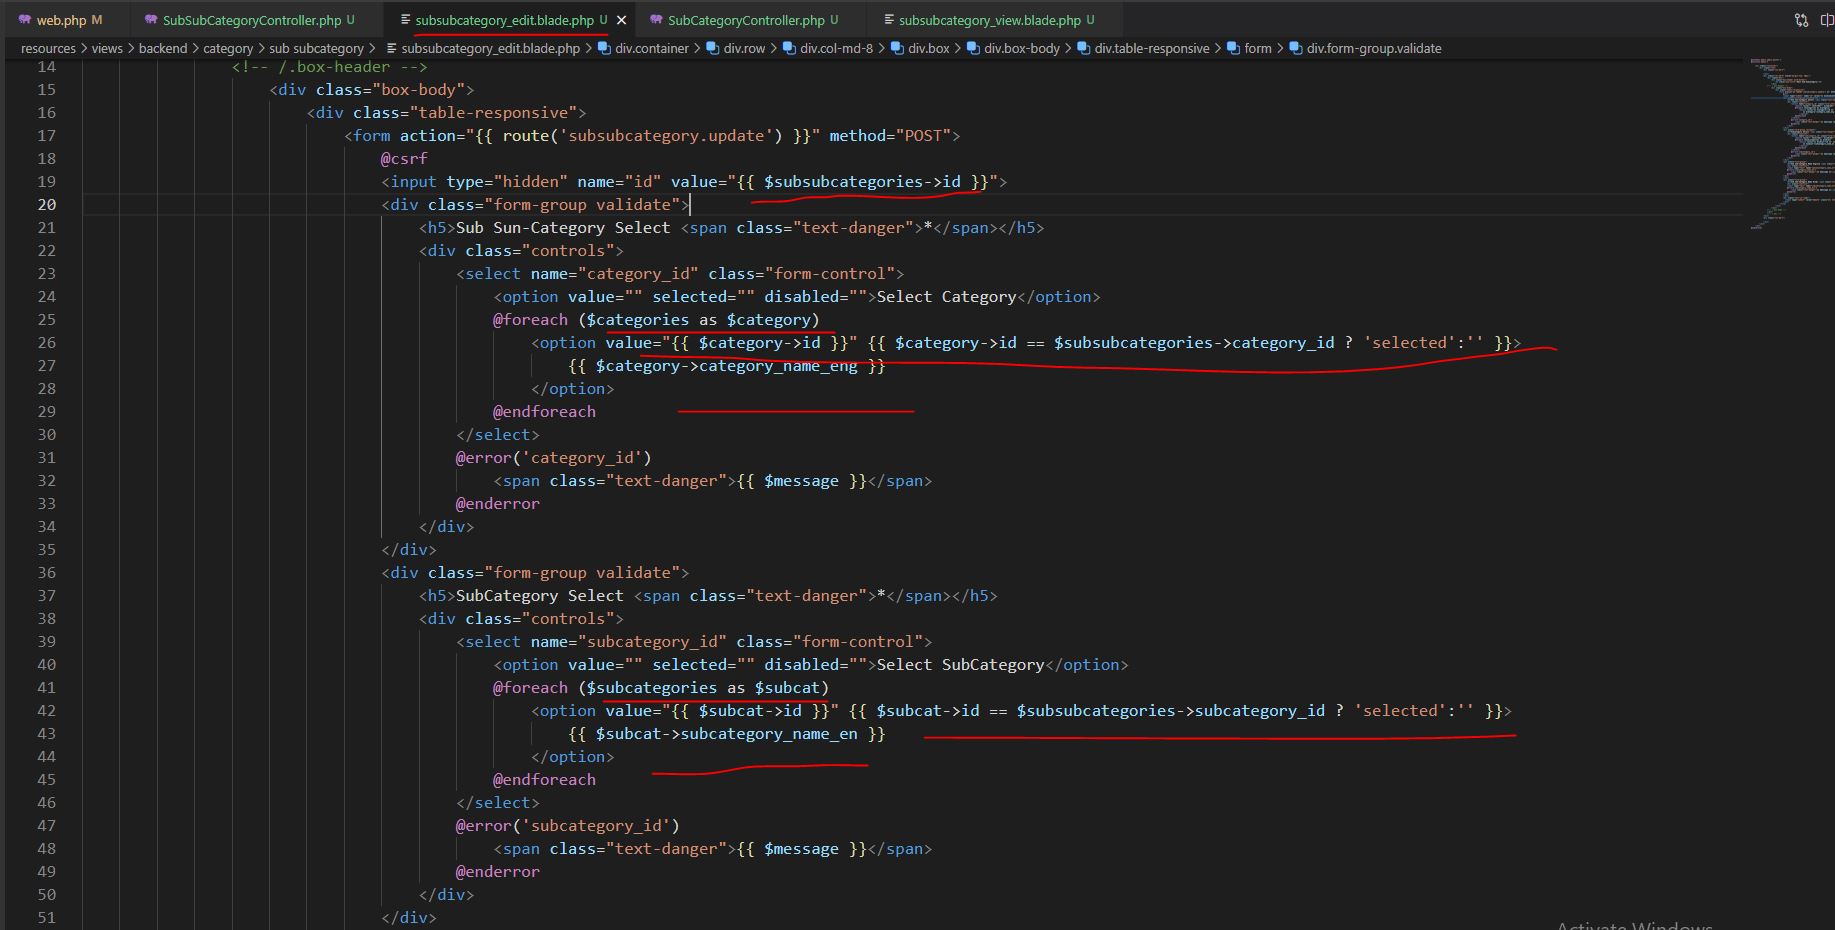 web.php M
SubSubCategoryController.php U
subsubcategory_edit.blade.php U
SubCategoryController.php U
subsubcategory_view.blade.php U
resources > views > backend > category > sub subcategory > subsubcategory_edit.blade.php > div.container > div.row > div.col-md-8 > div.box > div.box-body > div.table-responsive > form > div.form-group.validate
14 <!-- /.box-header -->
15 <div class="box-body">
16 <div class="table-responsive">
17 <form action="{{ route('subsubcategory.update') }}" method="POST">
18 @csrf
19 <input type="hidden" name="id" value="{{ $subsubcategories->id }}">
20 <div class="form-group validate">
21 <h5>Sub Sun-Category Select <span class="text-danger">*</span></h5>
22 <div class="controls">
23 <select name="category_id" class="form-control">
24 <option value="" selected="" disabled="">Select Category</option>
25 @foreach ($categories as $category)
26 <option value="{{ $category->id }}" {{ $category->id == $subsubcategories->category_id ? 'selected':'' }}>
27 {{ $category->category_name_eng }}
28 </option>
29 @endforeach
30 </select>
31 @error('category_id')
32 <span class="text-danger">{{ $message }}</span>
33 @enderror
34 </div>
35 </div>
36 <div class="form-group validate">
37 <h5>SubCategory Select <span class="text-danger">*</span></h5>
38 <div class="controls">
39 <select name="subcategory_id" class="form-control">
40 <option value="" selected="" disabled="">Select SubCategory</option>
41 @foreach ($subcategories as $subcat)
42 <option value="{{ $subcat->id }}" {{ $subcat->id == $subsubcategories->subcategory_id ? 'selected':'' }}>
43 {{ $subcat->subcategory_name_en }}
44 </option>
45 @endforeach
46 </select>
47 @error('subcategory_id')
48 <span class="text-danger">{{ $message }}</span>
49 @enderror
50 </div>
51 </div>
Activate Windows